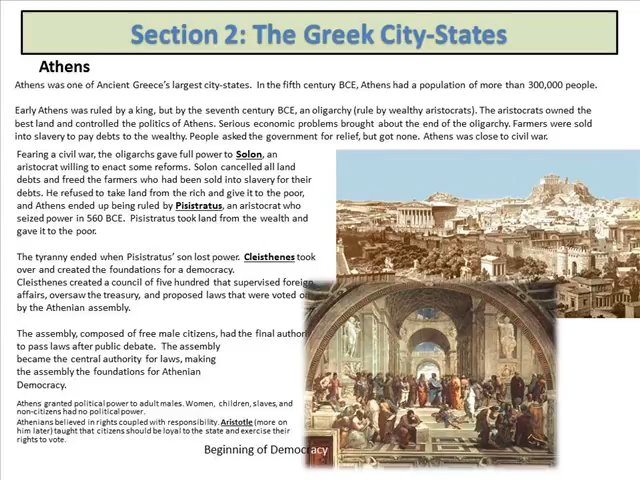 Section 2: The Greek City-States
Athens
Athens was one of Ancient Greece's largest city-states. In the fifth century BCE, Athens had a population of more than 300,000 people.
Early Athens was ruled by a king, but by the seventh century BCE, an oligarchy (rule by wealthy aristocrats). The aristocrats owned the
best land and controlled the politics of Athens. Serious economic problems brought about the end of the oligarchy. Farmers were sold
into slavery to pay debts to the wealthy. People asked the government for relief, but got none. Athens was close to civil war.
Fearing a civil war, the oligarchs gave full power to Solon, an
aristocrat willing to enact some reforms. Solon cancelled all land
debts and freed the farmers who had been sold into slavery for their
debts. He refused to take land from the rich and give it to the poor,
and Athens ended up being ruled by Pisistratus, an aristocrat who
seized power in 560 BCE. Pisistratus took land from the wealth and
gave it to the poor.
The tyranny ended when Pisistratus' son lost power. Cleisthenes took
over and created the foundations for a democracy.
Cleisthenes created a council of five hundred that supervised foreign
affairs, oversaw the treasury, and proposed laws that were voted on
by the Athenian assembly.
The assembly, composed of free male citizens, had the final authori
to pass laws after public debate. The assembly
became the central authority for laws, making
the assembly the foundations for Athenian
Democracy.
Athens granted political power to adult males. Women, children, slaves, and
non-citizens had no political power.
Athenians believed in rights coupled with responsibility. Aristotle (more on
him later) taught that citizens should be loyal to the state and exercise their
rights to vote.
Beginning of Democracy